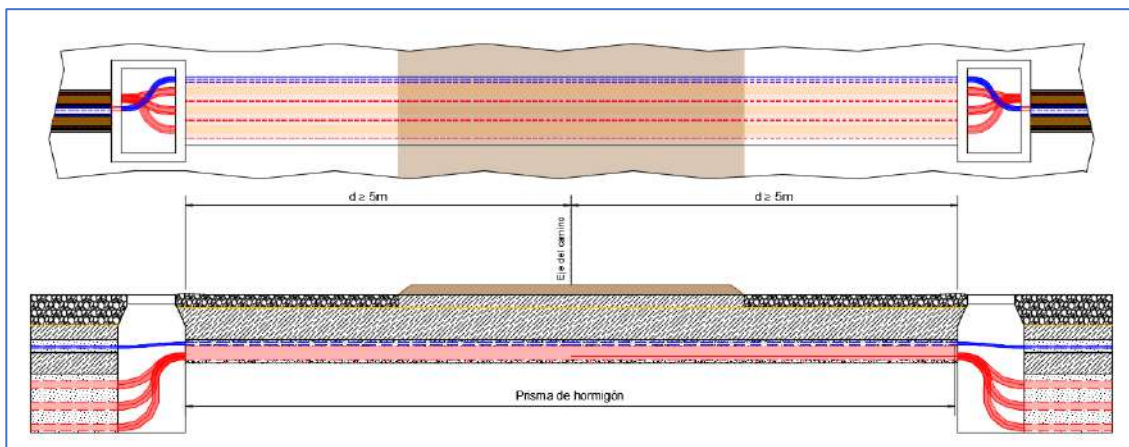 d ≥ 5m
d ≥ 5m
Eje del camino
Prisma de hormigón